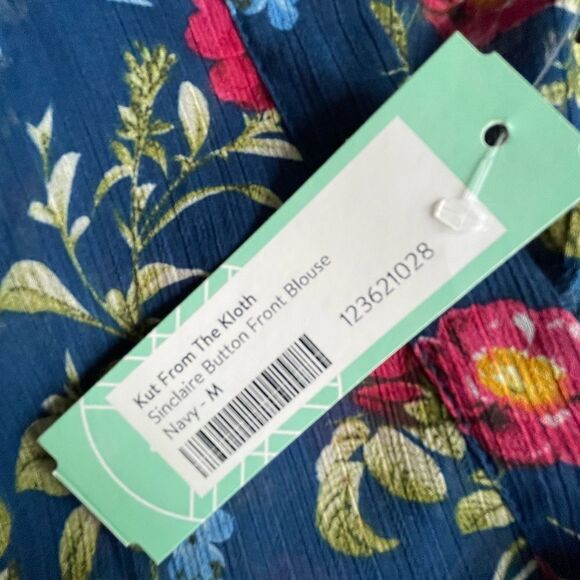 Kut From The Kloth
Sinclaire Button Front Blouse
Navy - M
123621028